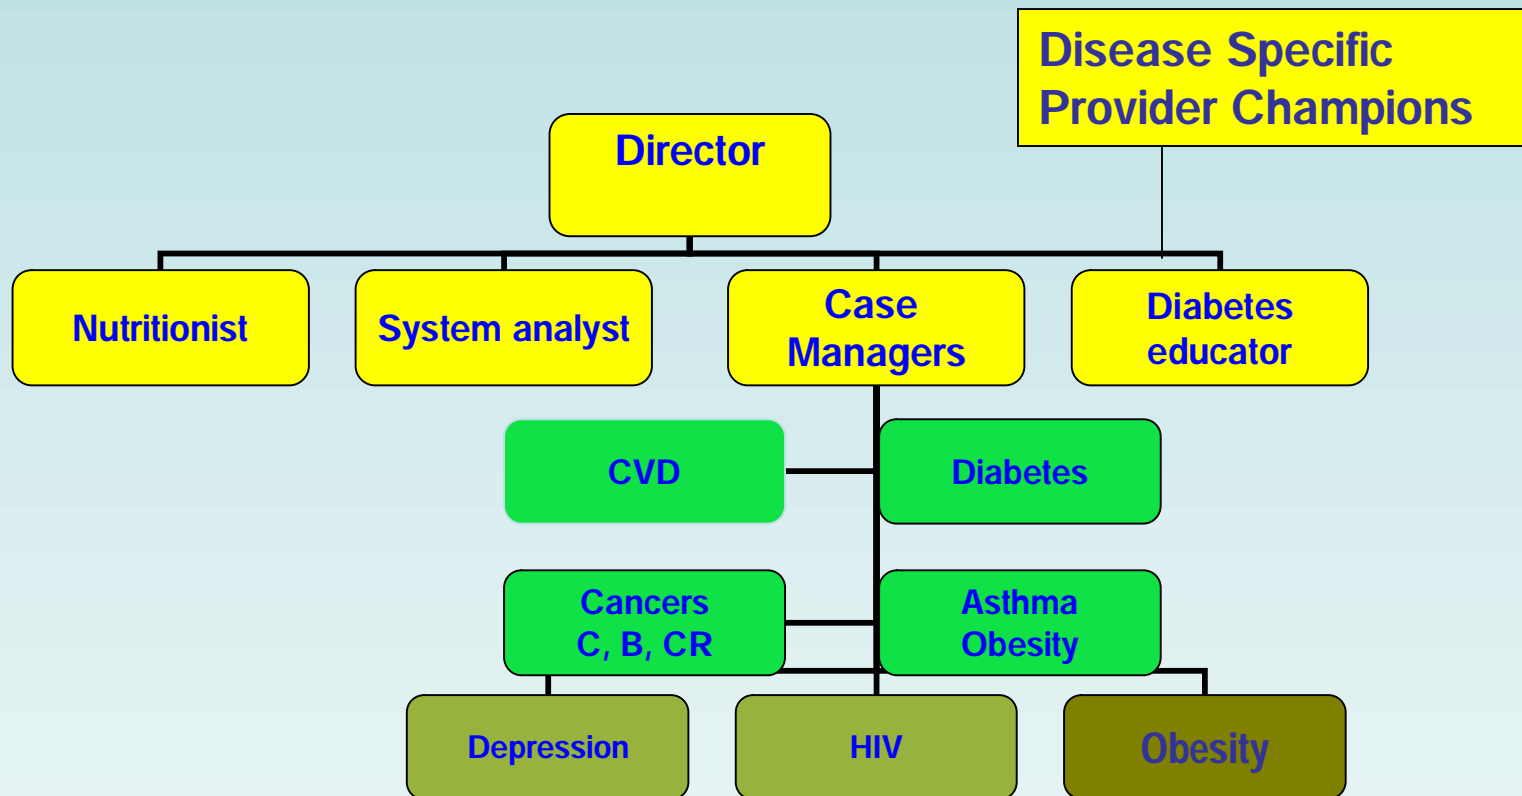 Disease Specific
Provider Champions
Director
Nutritionist
System analyst
Case
Managers
Diabetes
educator
CVD
Diabetes
Cancers
C, B, CR
Asthma
Obesity
Depression
HIV
Obesity